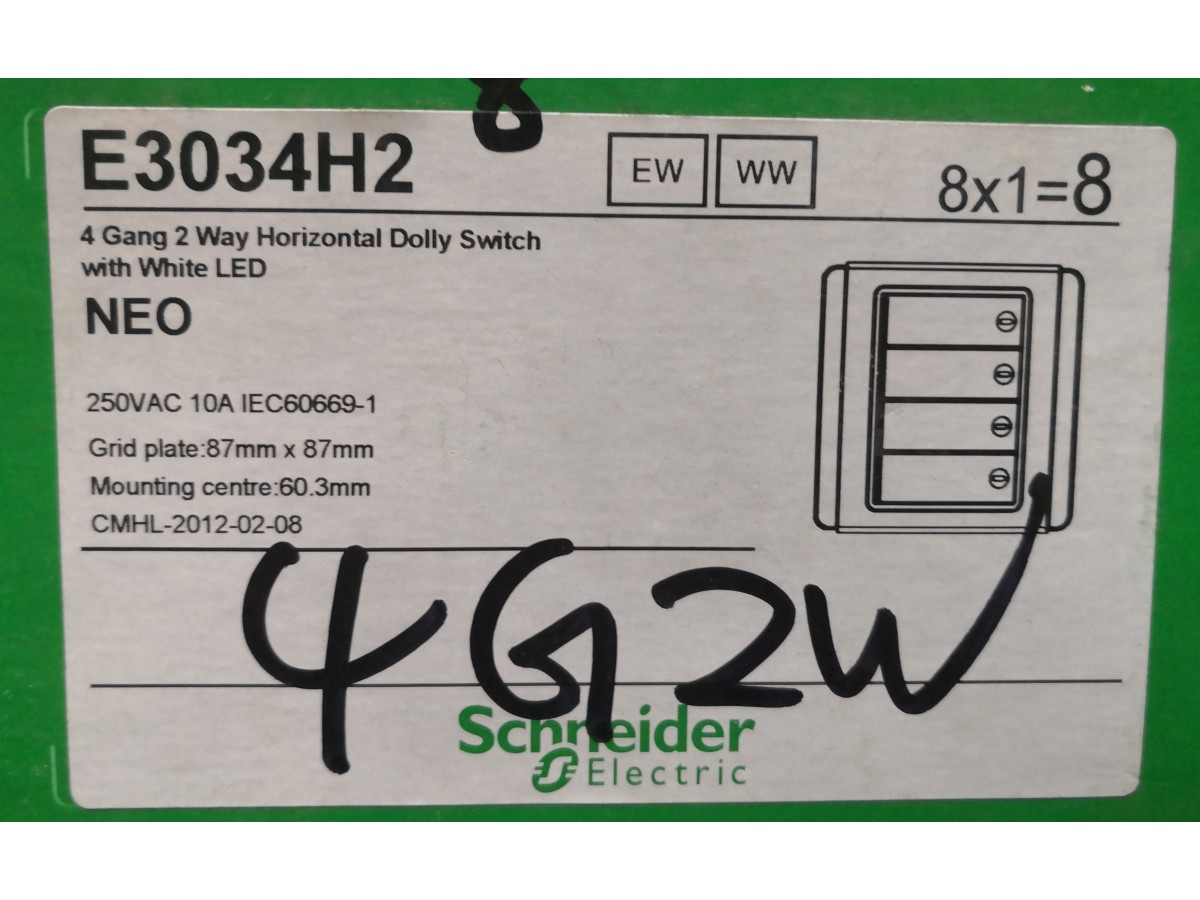 8
E3034H2 EW WW 8x1=8
4 Gang 2 Way Horizontal Dolly Switch
with White LED
NEO
250VAC 10A IEC60669-1
Grid plate:87mm x 87mm
Mounting centre:60.3mm
CMHL-2012-02-08
4G2W
Schneider
Electric